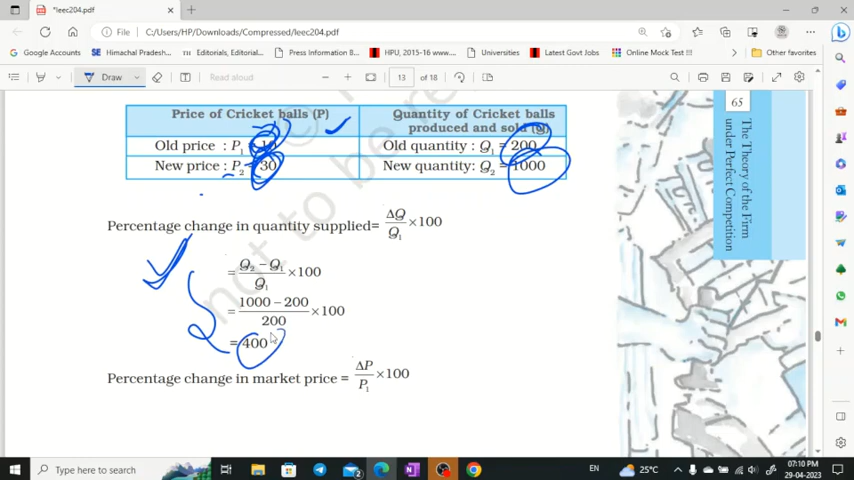 *leec204.pdf
File
C:/Users/HP/Downloads/Compressed/leec204.pdf
Google Accounts
Himachal Pradesh
Editorials, Editorial...
Press Information B...
HPU, 2015-16 www....
Universities
Latest Govt Jobs
Online Mock Test !!!
Other favorites
Draw
Read aloud
13
of 18
Price of Cricket balls (P)
Quantity of Cricket balls
produced and sold (q)
Old price : P1 = 10
Old quantity : Q1 = 200
New price : P2 = 30
New quantity: Q2 = 1000
65
The Theory of the Firm
under Perfect Competition
Percentage change in quantity supplied= ΔQ/Q1 ×100
= Q2 – Q1/Q1 ×100
= 1000 – 200/200 ×100
= 400
Percentage change in market price = ΔP/P1 ×100
not to be re
Type here to search
2
EN
25°C
07:10 PM
29-04-2023